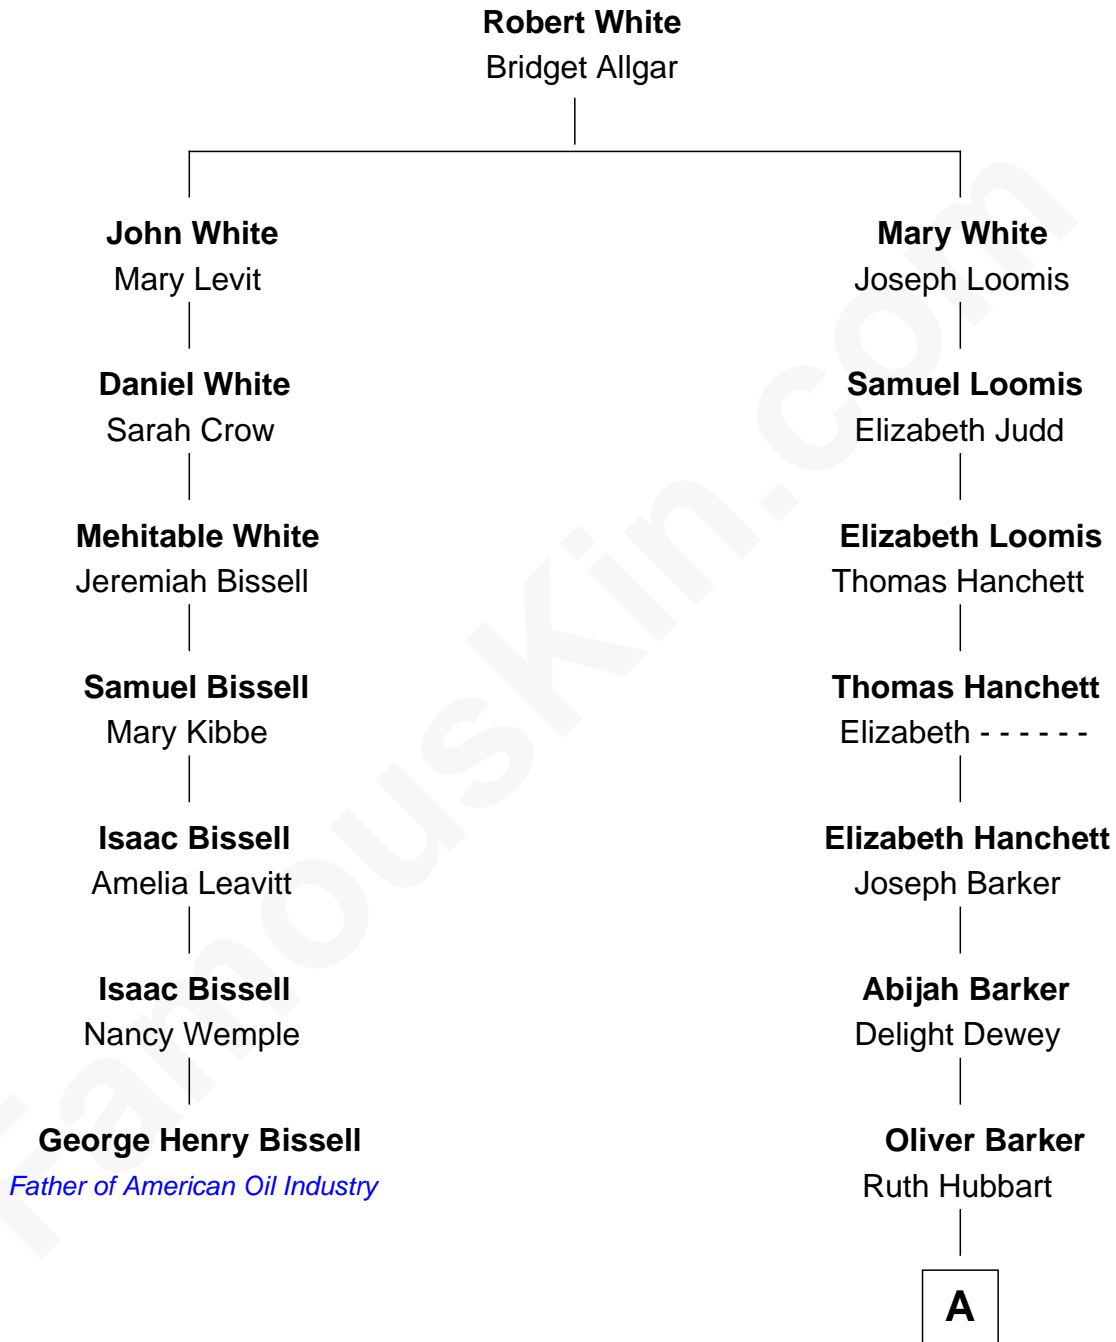 Robert White
Bridget Allgar
John White
Mary Levit
Mary White
Joseph Loomis
Daniel White
Sarah Crow
Samuel Loomis
Elizabeth Judd
Mehitable White
Jeremiah Bissell
Elizabeth Loomis
Thomas Hanchett
Samuel Bissell
Mary Kibbe
Thomas Hanchett
Elizabeth - - - - - -
Isaac Bissell
Amelia Leavitt
Elizabeth Hanchett
Joseph Barker
Isaac Bissell
Nancy Wemple
Abijah Barker
Delight Dewey
George Henry Bissell
Father of American Oil Industry
Oliver Barker
Ruth Hubbart
A
FamousKin.com